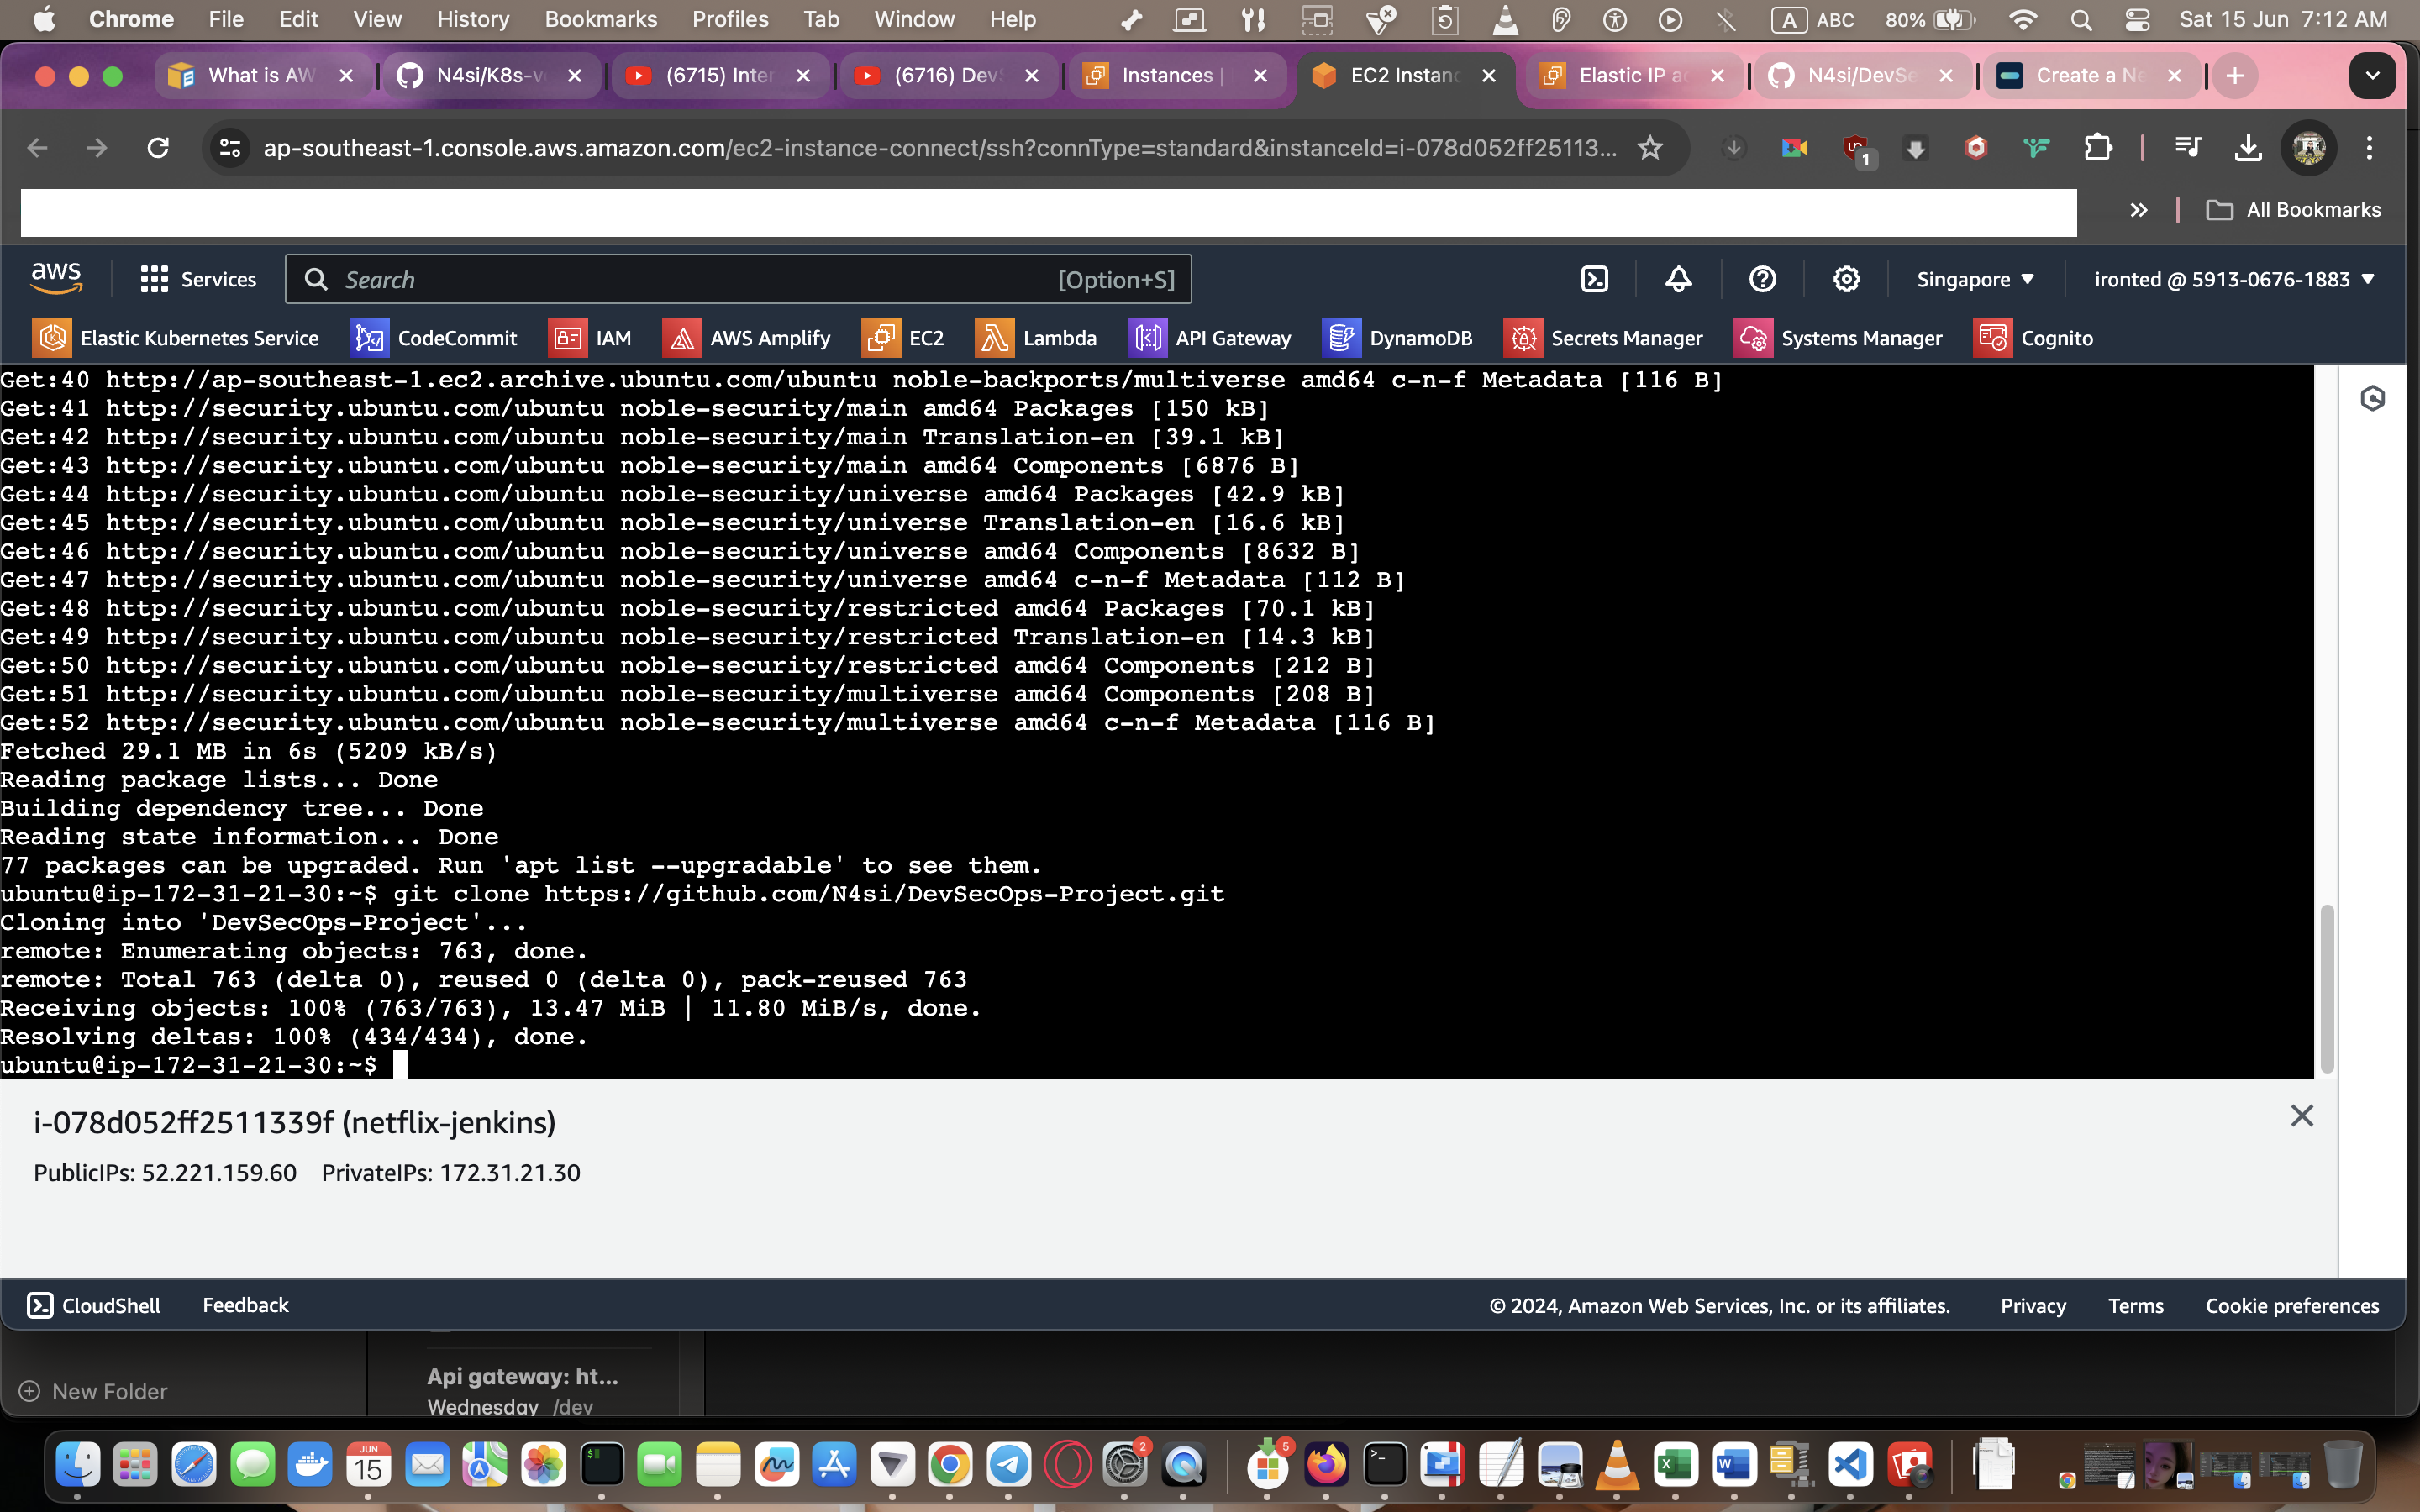 Chrome File Edit View History Bookmarks Profiles Tab Window Help A ABC 80% Sat 15 Jun 7:12 AM
What is AW N4si/K8s-v (6715) Inter (6716) DevS Instances | EC2 Instanc Elastic IP a N4si/DevSe Create a Ne
ap-southeast-1.console.aws.amazon.com/ec2-instance-connect/ssh?connType=standard&instanceId=i-078d052ff25113... 1
All Bookmarks
aws Services Search [Option+S] Singapore ironted @ 5913-0676-1883
Elastic Kubernetes Service CodeCommit IAM AWS Amplify EC2 Lambda API Gateway DynamoDB Secrets Manager Systems Manager Cognito
Get:40 http://ap-southeast-1.ec2.archive.ubuntu.com/ubuntu noble-backports/multiverse amd64 c-n-f Metadata [116 B]
Get:41 http://security.ubuntu.com/ubuntu noble-security/main amd64 Packages [150 kB]
Get:42 http://security.ubuntu.com/ubuntu noble-security/main Translation-en [39.1 kB]
Get:43 http://security.ubuntu.com/ubuntu noble-security/main amd64 Components [6876 B]
Get:44 http://security.ubuntu.com/ubuntu noble-security/universe amd64 Packages [42.9 kB]
Get:45 http://security.ubuntu.com/ubuntu noble-security/universe Translation-en [16.6 kB]
Get:46 http://security.ubuntu.com/ubuntu noble-security/universe amd64 Components [8632 B]
Get:47 http://security.ubuntu.com/ubuntu noble-security/universe amd64 c-n-f Metadata [112 B]
Get:48 http://security.ubuntu.com/ubuntu noble-security/restricted amd64 Packages [70.1 kB]
Get:49 http://security.ubuntu.com/ubuntu noble-security/restricted Translation-en [14.3 kB]
Get:50 http://security.ubuntu.com/ubuntu noble-security/restricted amd64 Components [212 B]
Get:51 http://security.ubuntu.com/ubuntu noble-security/multiverse amd64 Components [208 B]
Get:52 http://security.ubuntu.com/ubuntu noble-security/multiverse amd64 c-n-f Metadata [116 B]
Fetched 29.1 MB in 6s (5209 kB/s)
Reading package lists... Done
Building dependency tree... Done
Reading state information... Done
77 packages can be upgraded. Run 'apt list --upgradable' to see them.
ubuntu@ip-172-31-21-30:~$ git clone https://github.com/N4si/DevSecOps-Project.git
Cloning into 'DevSecOps-Project'...
remote: Enumerating objects: 763, done.
remote: Total 763 (delta 0), reused 0 (delta 0), pack-reused 763
Receiving objects: 100% (763/763), 13.47 MiB | 11.80 MiB/s, done.
Resolving deltas: 100% (434/434), done.
ubuntu@ip-172-31-21-30:~$
i-078d052ff2511339f (netflix-jenkins)
PublicIPs: 52.221.159.60 PrivateIPs: 172.31.21.30
CloudShell Feedback © 2024, Amazon Web Services, Inc. or its affiliates. Privacy Terms Cookie preferences
Api gateway: ht...
New Folder
Wednesday /dev
JUN
15
2
5